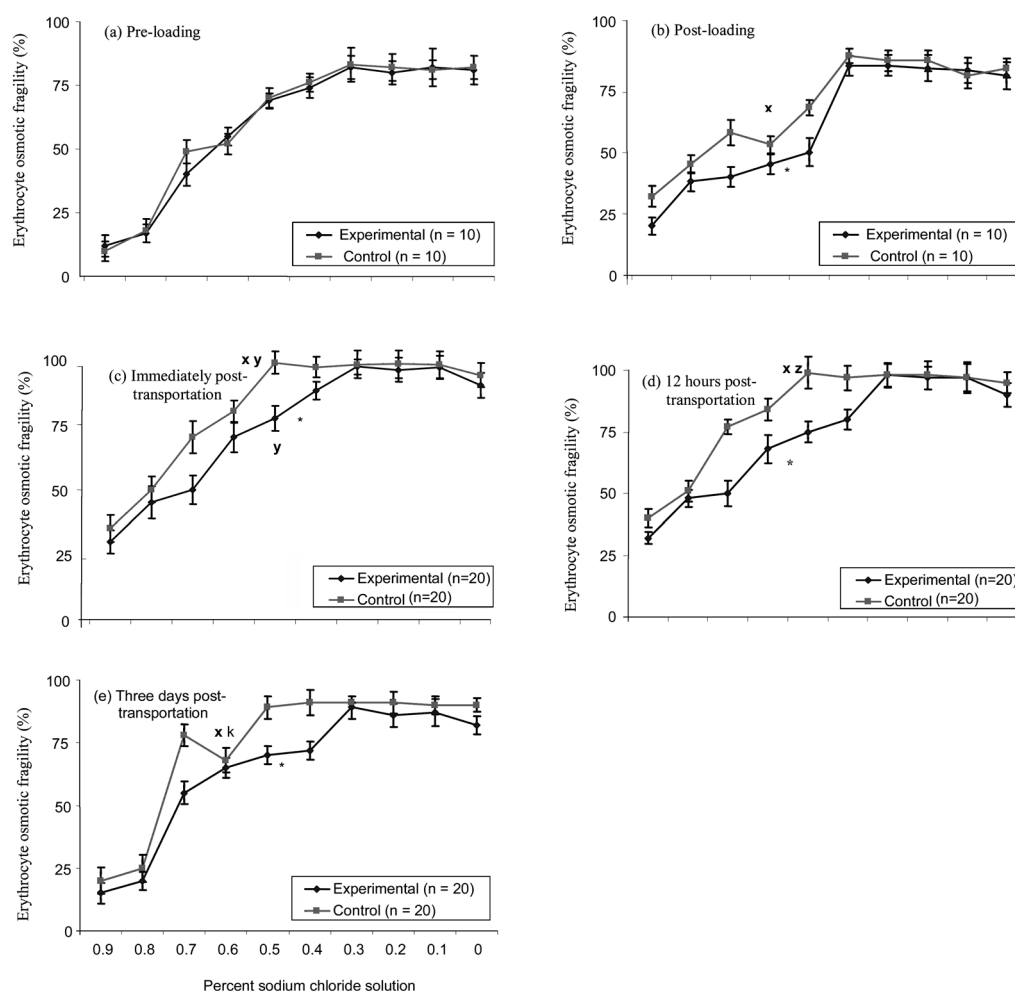 (a) Pre-loading
Erythrocyte osmotic fragility (%)
100
75
50
25
0
Experimental (n = 10)
Control (n = 10)
(b) Post-loading
Erythrocyte osmotic fragility (%)
100
75
50
25
0
x
*
Experimental (n = 10)
Control (n = 10)
(c) Immediately post-
transportation
Erythrocyte osmotic fragility (%)
100
75
50
25
0
x y
*
y
Experimental (n=20)
Control (n=20)
(d) 12 hours post-
transportation
Erythrocyte osmotic fragility (%)
100
75
50
25
0
x z
*
Experimental (n=20)
Control (n=20)
(e) Three days post-
transportation
Erythrocyte osmotic fragility (%)
100
75
50
25
0
x k
*
Experimental (n = 20)
Control (n = 20)
0.9 0.8 0.7 0.6 0.5 0.4 0.3 0.2 0.1 0
Percent sodium chloride solution